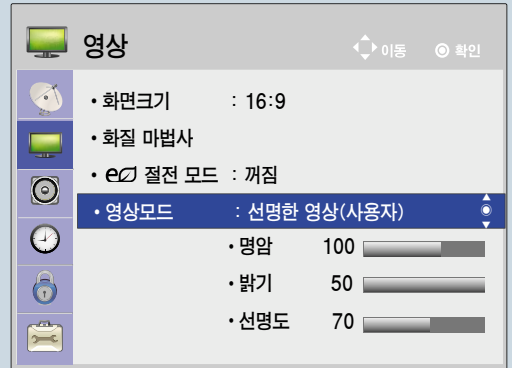 영상 이동 확인
• 화면크기 : 16:9
• 화질 마법사
• e 절전 모드 : 꺼짐
• 영상모드 : 선명한 영상(사용자)
• 명암 100
• 밝기 50
• 선명도 70